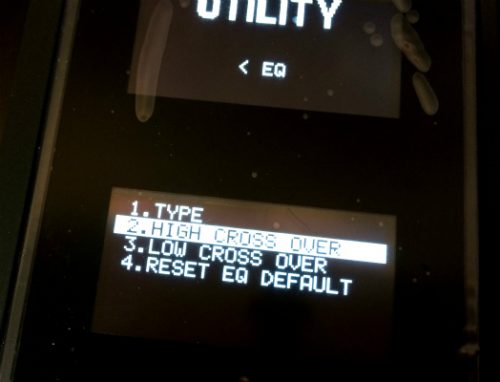 UTILITY
< EQ
1.TYPE
2.HIGH CROSS OVER
3.LOW CROSS OVER
4.RESET EQ DEFAULT